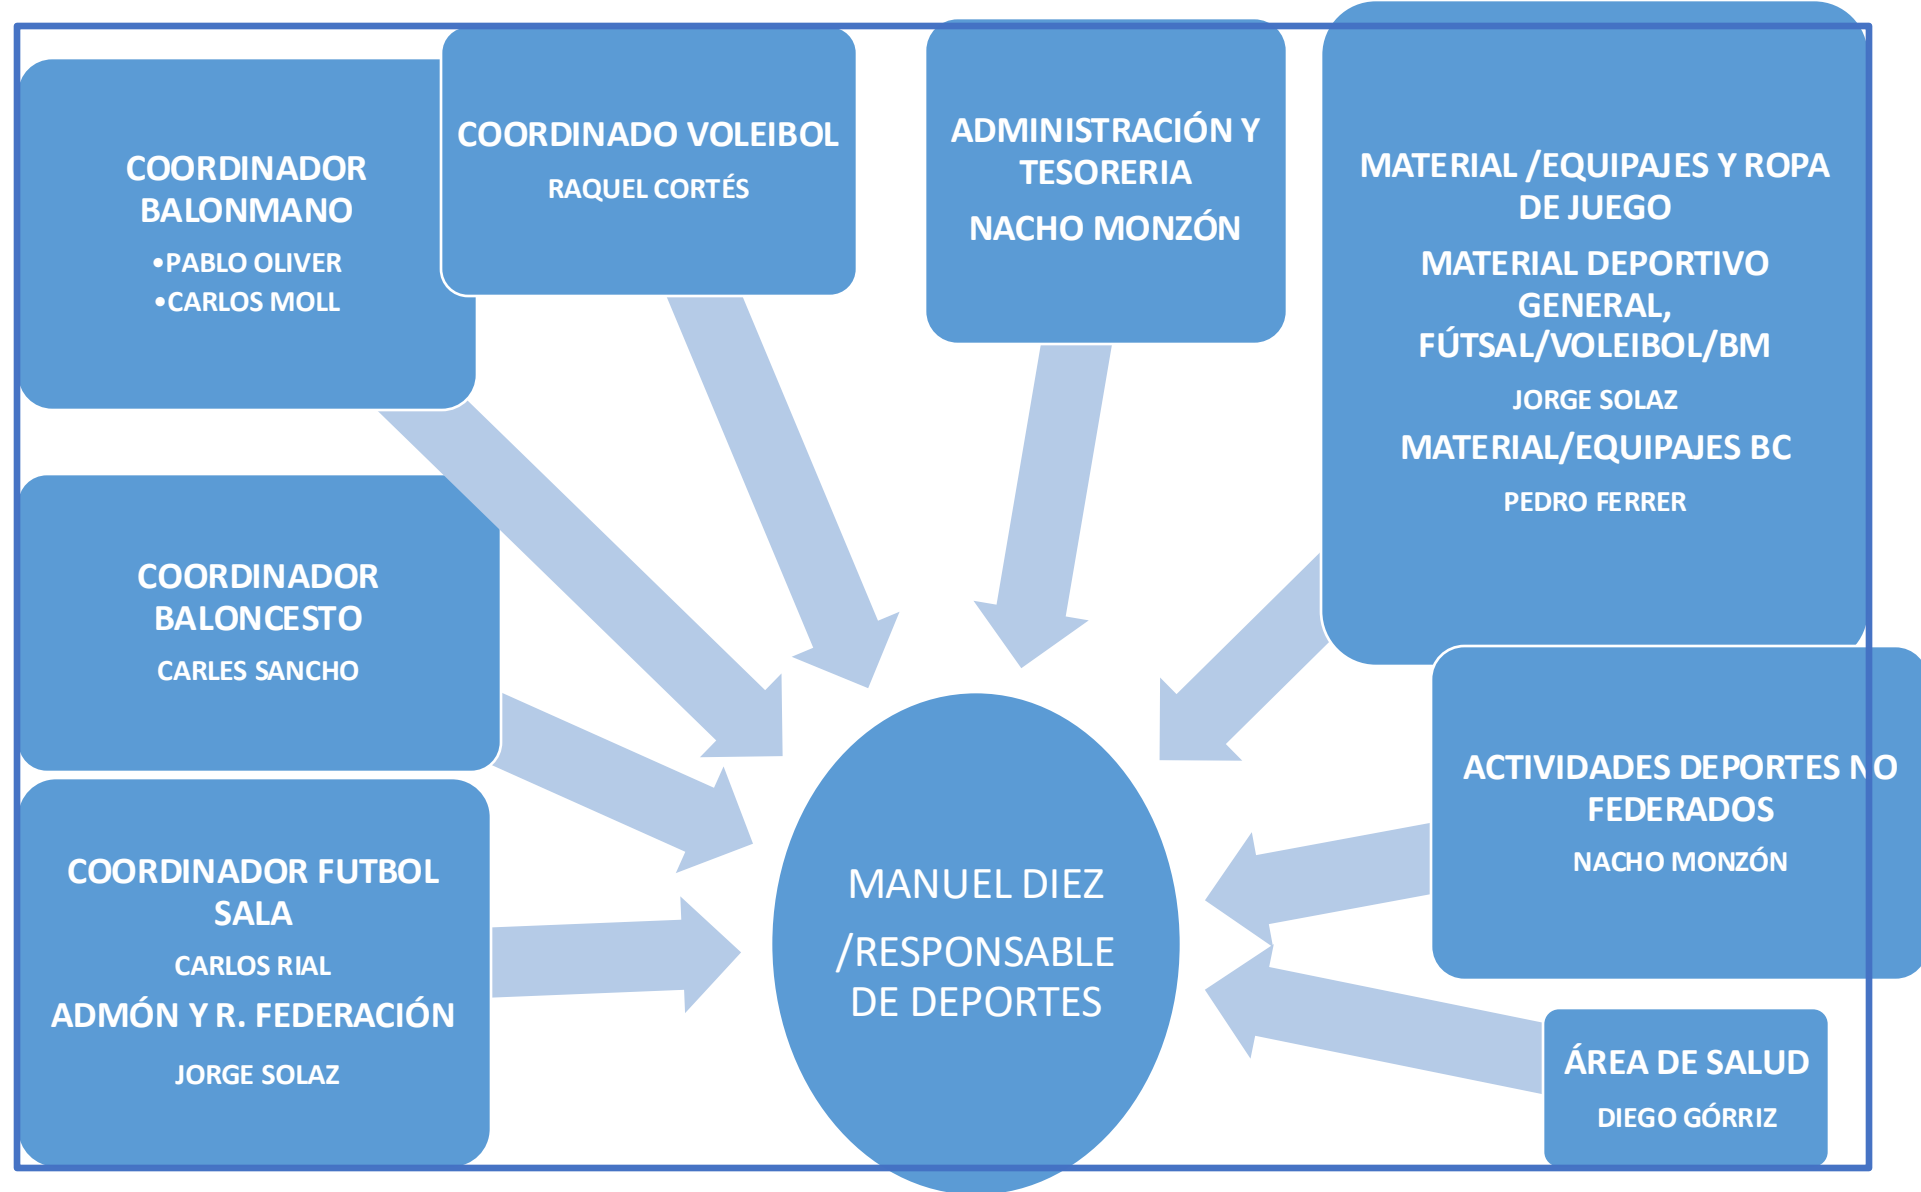 COORDINADOR
BALONMANO
•PABLO OLIVER
•CARLOS MOLL
COORDINADO VOLEIBOL
RAQUEL CORTÉS
ADMINISTRACIÓN Y
TESORERIA
NACHO MONZÓN
MATERIAL /EQUIPAJES Y ROPA
DE JUEGO
MATERIAL DEPORTIVO
GENERAL,
FÚTSAL/VOLEIBOL/BM
JORGE SOLAZ
MATERIAL/EQUIPAJES BC
PEDRO FERRER
COORDINADOR
BALONCESTO
CARLES SANCHO
COORDINADOR FUTBOL
SALA
CARLOS RIAL
ADMÓN Y R. FEDERACIÓN
JORGE SOLAZ
MANUEL DIEZ
/RESPONSABLE
DE DEPORTES
ACTIVIDADES DEPORTES NO
FEDERADOS
NACHO MONZÓN
ÁREA DE SALUD
DIEGO GÓRRIZ